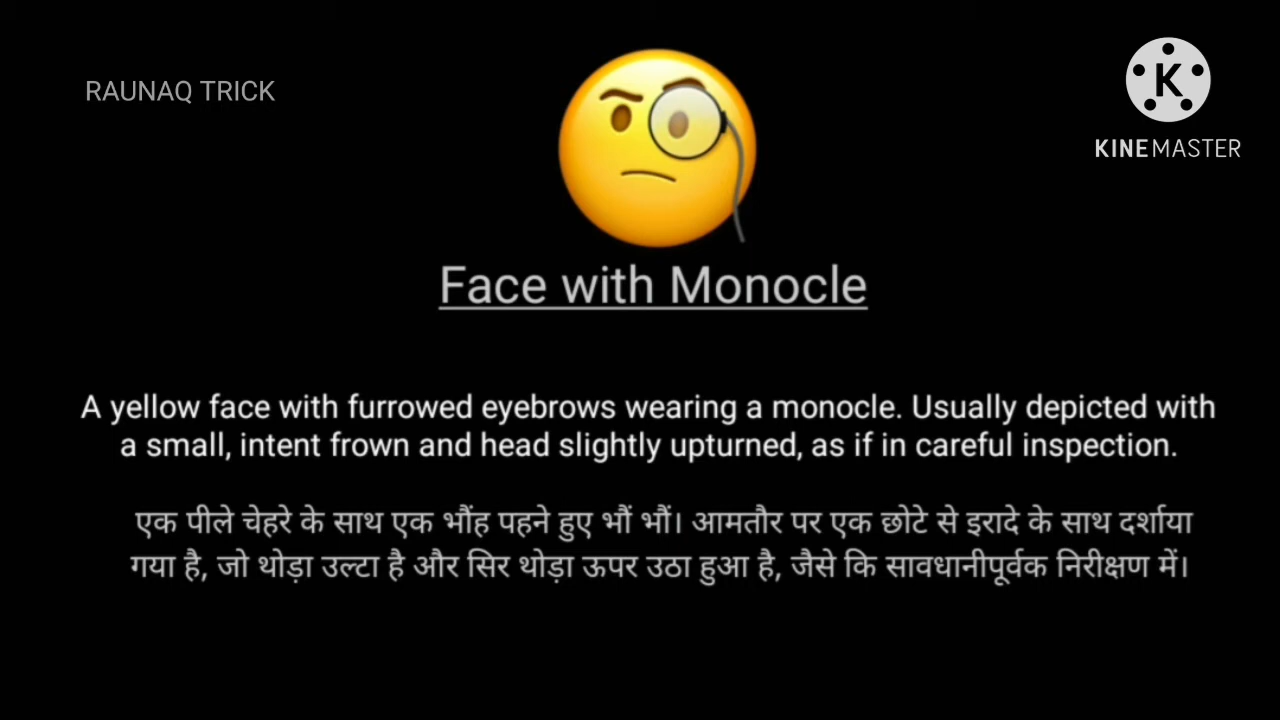 RAUNAQ TRICK
K
KINEMASTER
Face with Monocle
A yellow face with furrowed eyebrows wearing a monocle. Usually depicted with
a small, intent frown and head slightly upturned, as if in careful inspection.
एक पीले चेहरे के साथ एक भौंह पहने हुए भौं भौं। आमतौर पर एक छोटे से इरादे के साथ दर्शाया
गया है, जो थोड़ा उल्टा है और सिर थोड़ा ऊपर उठा हुआ है, जैसे कि सावधानीपूर्वक निरीक्षण में।